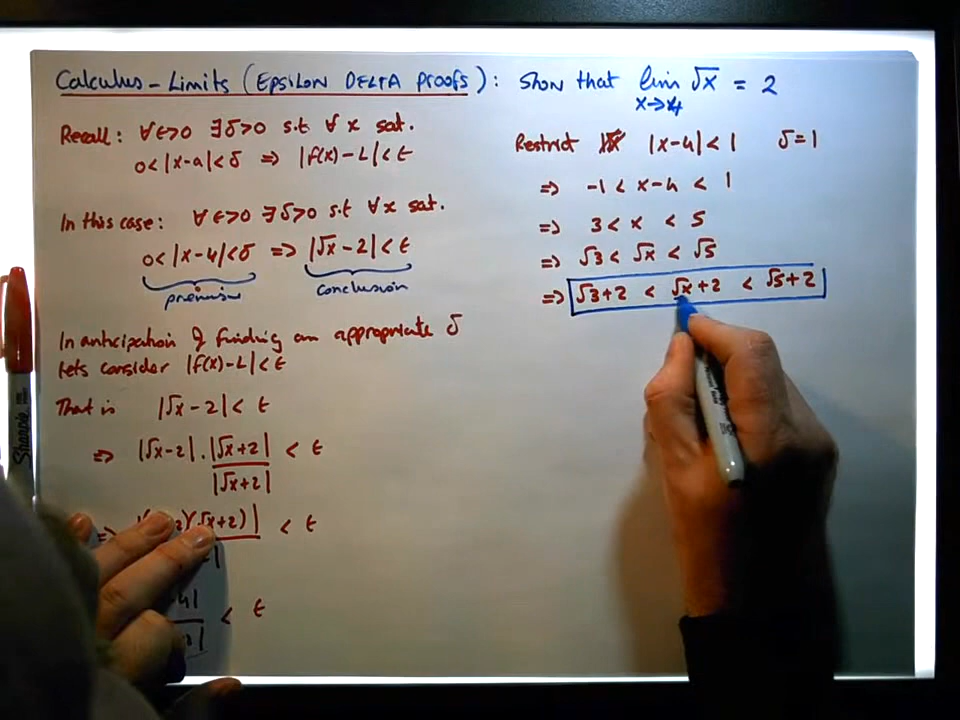 Calculus - Limits (EPSILON DELTA PROOFS): Show that lim √x = 2
x→4
Recall: ∀ε>0 ∃δ>0 s.t ∀ x sat.
0<|x-a|<δ ⇒ |f(x)-L|<ε
In this case: ∀ε>0 ∃δ>0 s.t ∀x sat.
0<|x-4|<δ ⇒ |√x-2|<ε
premise conclusion
In anticipation of finding an appropriate δ
lets consider |f(x)-L|<ε
That is |√x-2|<ε
⇒ |√x-2|.|√x+2| < ε
|√x+2|
⇒ (√x+2)| < ε
< ε
Restrict |x-4|<1 δ=1
⇒ -1 < x-4 < 1
⇒ 3 < x < 5
⇒ √3 < √x < √5
⇒ √3+2 < √x+2 < √5+2
Sharpie